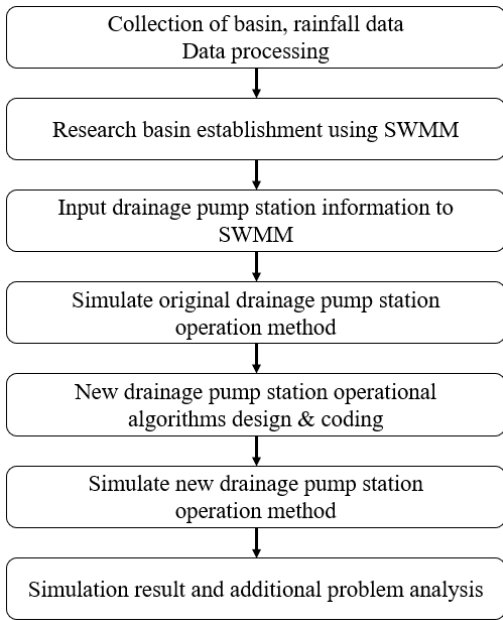 Collection of basin, rainfall data
Data processing
Research basin establishment using SWMM
Input drainage pump station information to
SWMM
Simulate original drainage pump station
operation method
New drainage pump station operational
algorithms design & coding
Simulate new drainage pump station
operation method
Simulation result and additional problem analysis